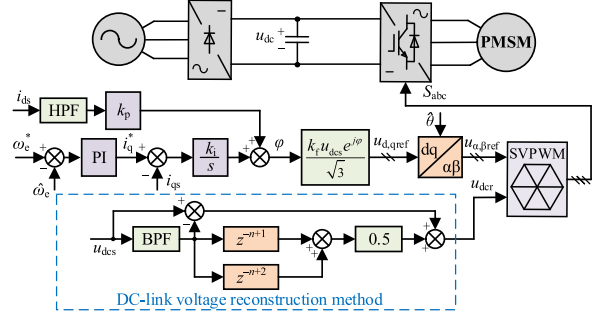 u_dc
+
−
PMSM
S_abc
i_ds
HPF
k_p
ω_e^*
+
−
ω̂_e
PI
i_q^*
+
−
i_qs
k_i
s
+
+
φ
k_f u_dcs e^{jφ}
√3
u_d,qref
θ̂
dq
αβ
u_α,βref
SVPWM
u_dcr
u_dcs
+
−
BPF
z^{−n+1}
z^{−n+2}
+
+
0.5
+
+
DC-link voltage reconstruction method